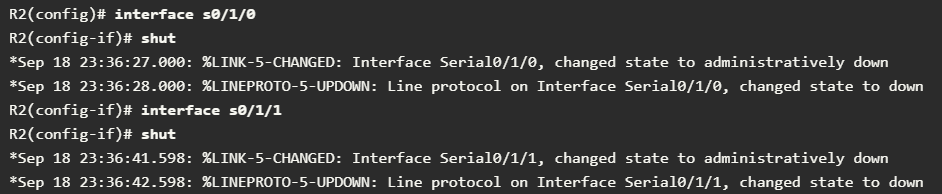 R2(config)# interface s0/1/0
R2(config-if)# shut
*Sep 18 23:36:27.000: %LINK-5-CHANGED: Interface Serial0/1/0, changed state to administratively down
*Sep 18 23:36:28.000: %LINEPROTO-5-UPDOWN: Line protocol on Interface Serial0/1/0, changed state to down
R2(config-if)# interface s0/1/1
R2(config-if)# shut
*Sep 18 23:36:41.598: %LINK-5-CHANGED: Interface Serial0/1/1, changed state to administratively down
*Sep 18 23:36:42.598: %LINEPROTO-5-UPDOWN: Line protocol on Interface Serial0/1/1, changed state to down